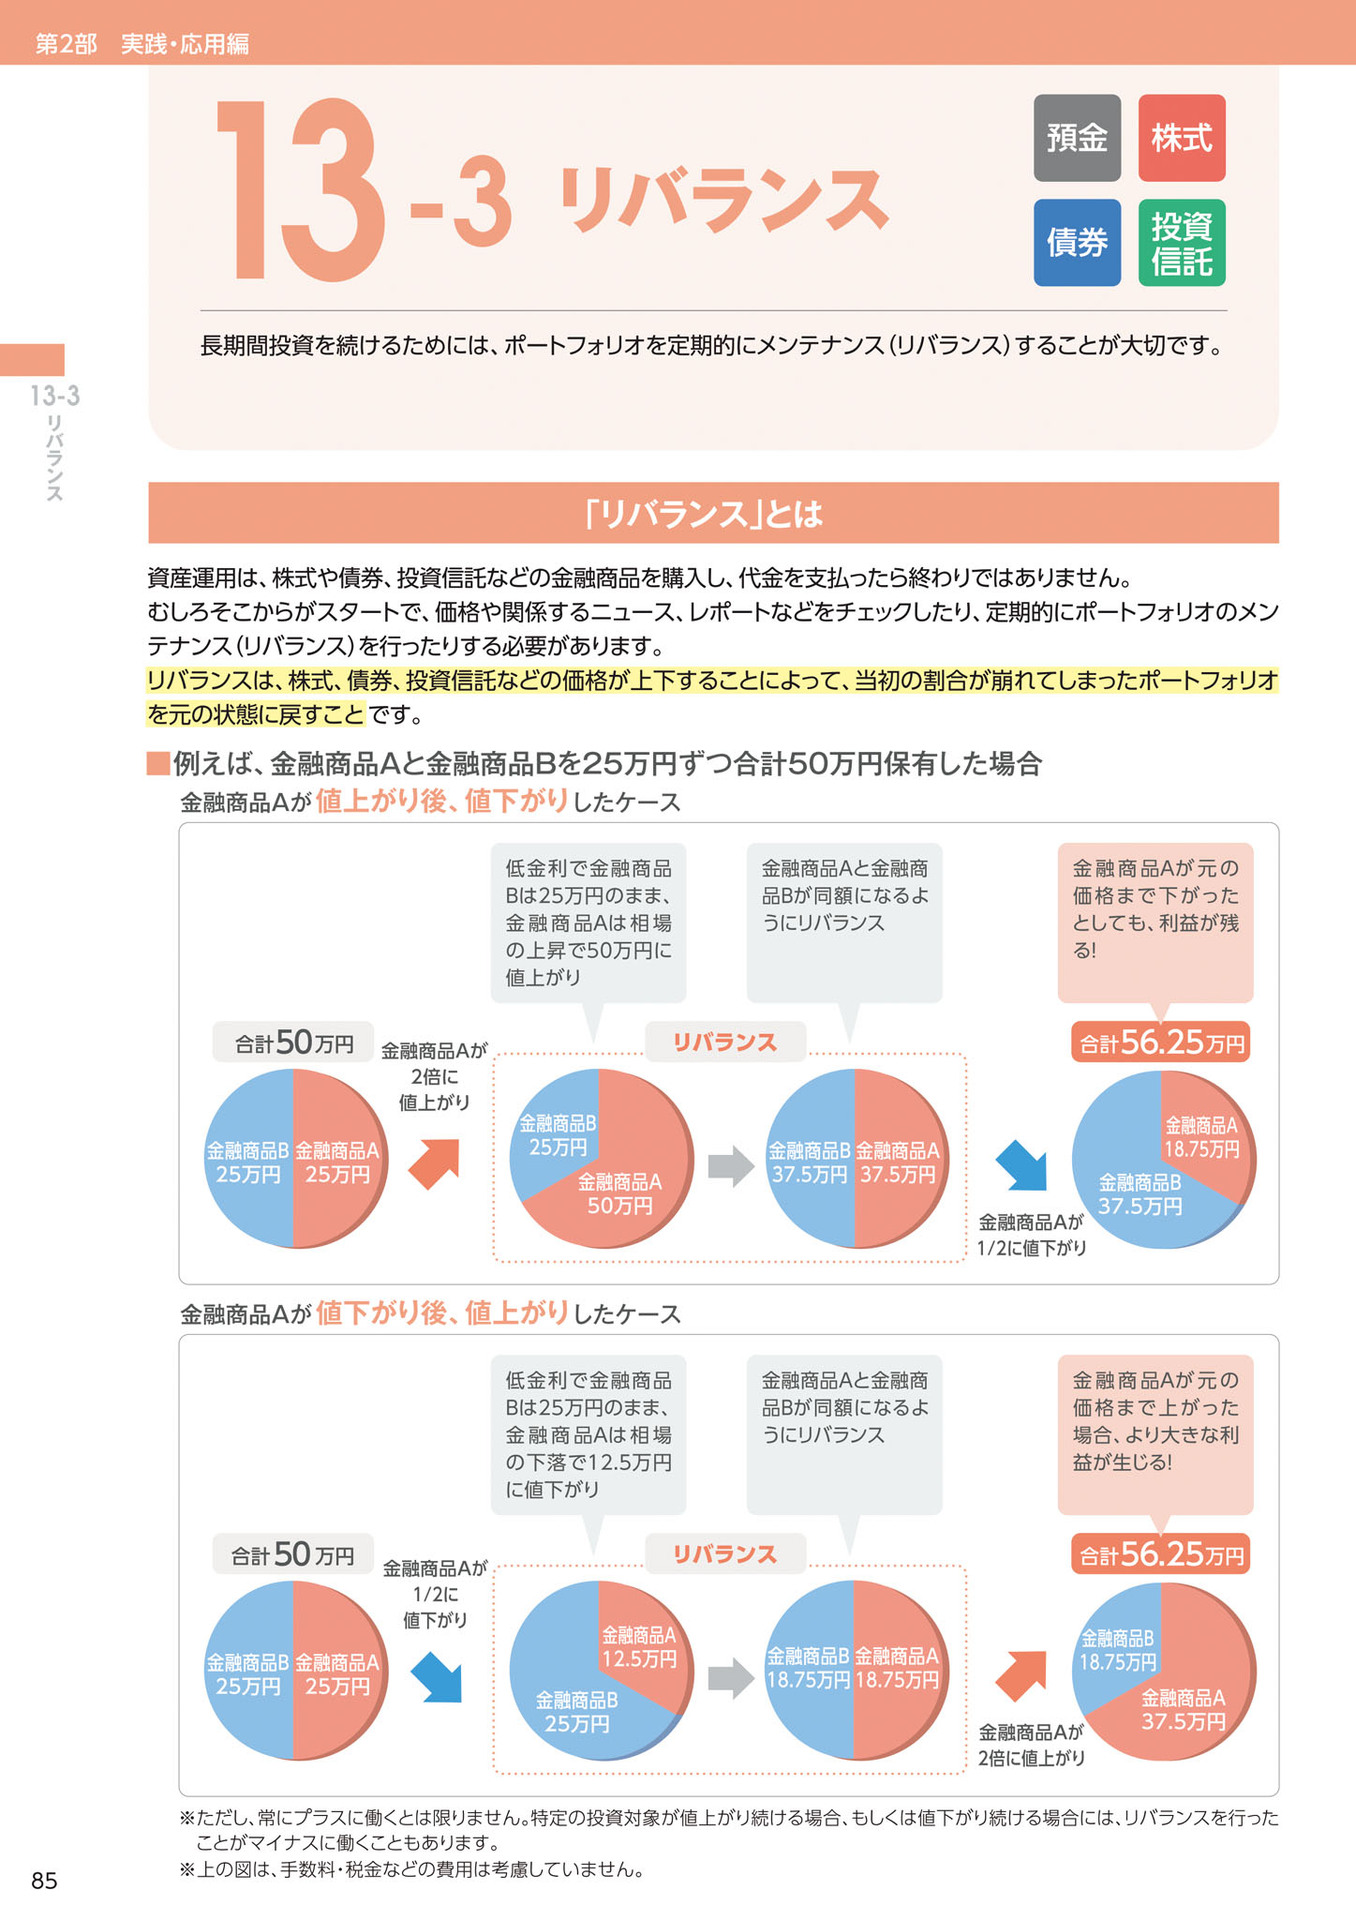 第2部　実践・応用編
13-3 リバランス
預金
株式
債券
投資
信託
長期間投資を続けるためには、ポートフォリオを定期的にメンテナンス(リバランス)することが大切です。
13-3
リバランス
「リバランス」とは
資産運用は、株式や債券、投資信託などの金融商品を購入し、代金を支払ったら終わりではありません。
むしろそこからがスタートで、価格や関係するニュース、レポートなどをチェックしたり、定期的にポートフォリオのメン
テナンス(リバランス)を行ったりする必要があります。
リバランスは、株式、債券、投資信託などの価格が上下することによって、当初の割合が崩れてしまったポートフォリオ
を元の状態に戻すことです。
■例えば、金融商品Aと金融商品Bを25万円ずつ合計50万円保有した場合
金融商品Aが値上がり後、値下がりしたケース
低金利で金融商品
Bは25万円のまま、
金融商品Aは相場
の上昇で50万円に
値上がり
金融商品Aと金融商
品Bが同額になるよ
うにリバランス
金融商品Aが元の
価格まで下がった
としても、利益が残
る!
合計50万円
金融商品Aが
2倍に
値上がり
リバランス
合計56.25万円
金融商品B
25万円
金融商品A
25万円
金融商品B
25万円
金融商品A
50万円
金融商品B
37.5万円
金融商品A
37.5万円
金融商品Aが
1/2に値下がり
金融商品A
18.75万円
金融商品B
37.5万円
金融商品Aが値下がり後、値上がりしたケース
低金利で金融商品
Bは25万円のまま、
金融商品Aは相場
の下落で12.5万円
に値下がり
金融商品Aと金融商
品Bが同額になるよ
うにリバランス
金融商品Aが元の
価格まで上がった
場合、より大きな利
益が生じる!
合計50万円
金融商品Aが
1/2に
値下がり
リバランス
合計56.25万円
金融商品B
25万円
金融商品A
25万円
金融商品A
12.5万円
金融商品B
25万円
金融商品B
18.75万円
金融商品A
18.75万円
金融商品Aが
2倍に値上がり
金融商品B
18.75万円
金融商品A
37.5万円
※ただし、常にプラスに働くとは限りません。特定の投資対象が値上がり続ける場合、もしくは値下がり続ける場合には、リバランスを行った
ことがマイナスに働くこともあります。
※上の図は、手数料・税金などの費用は考慮していません。
85